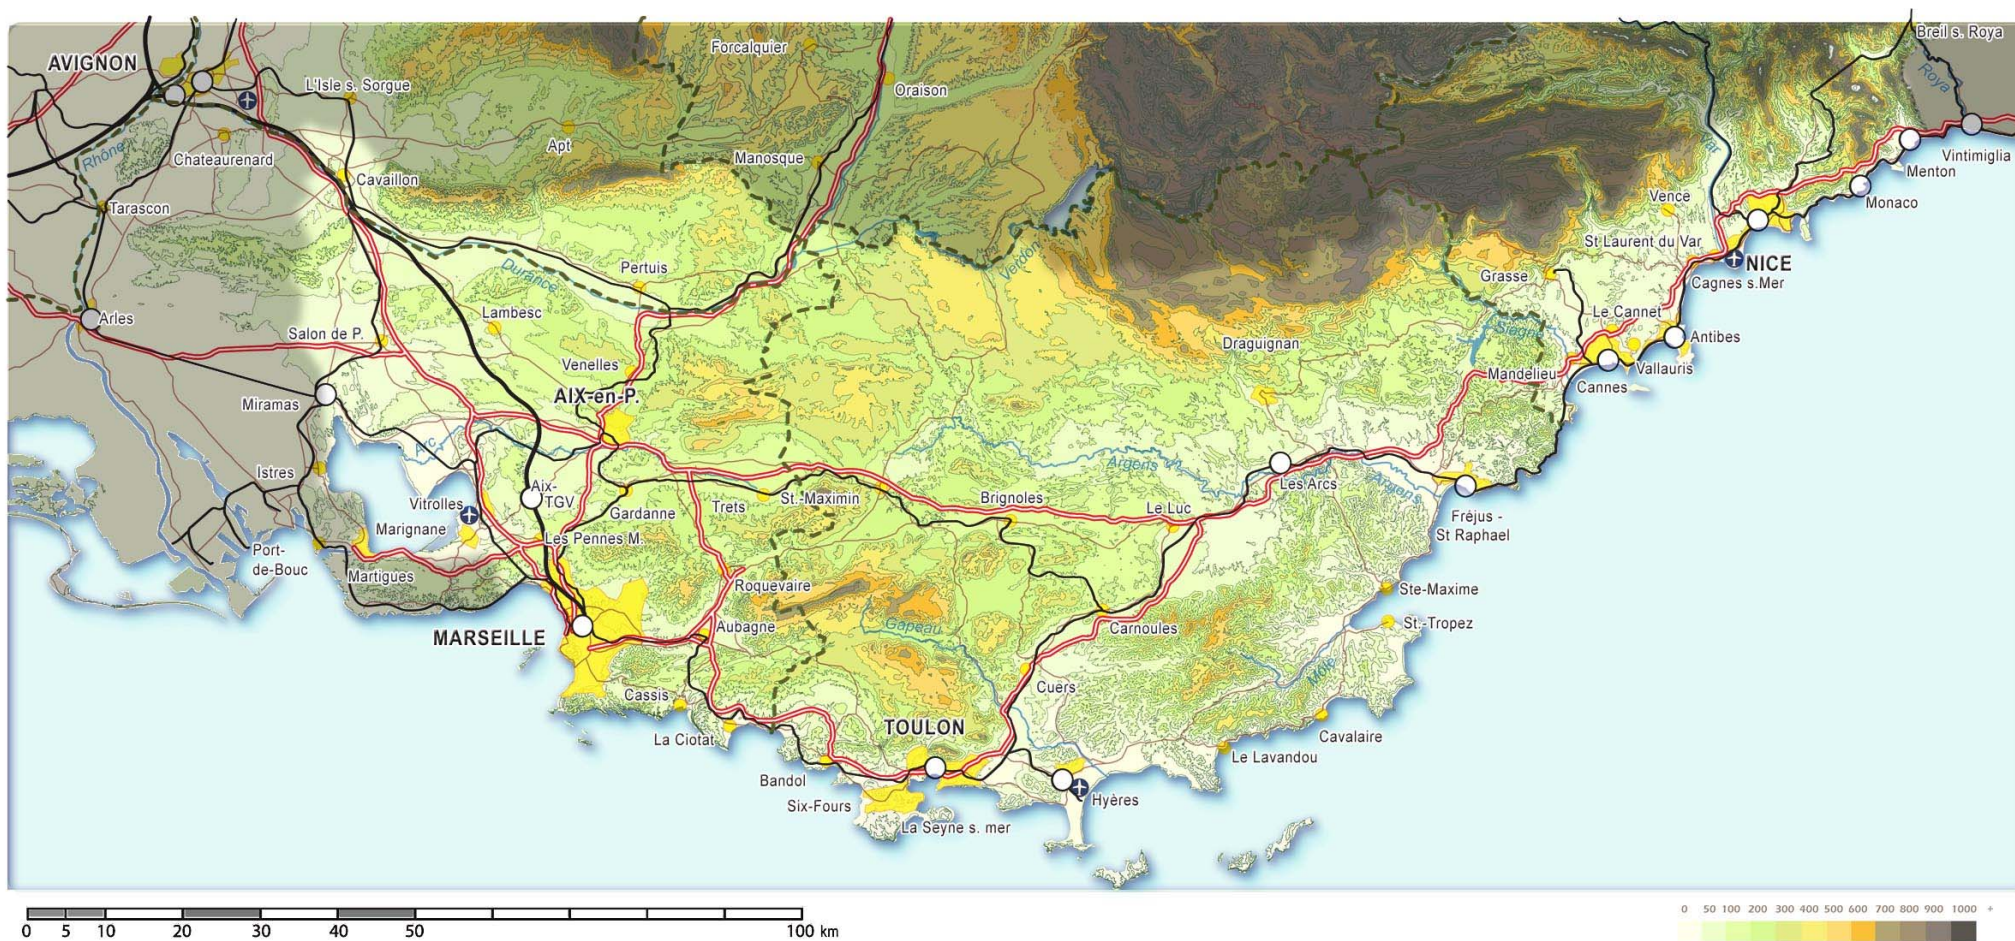 Breil s. Roya
AVIGNON
Forcalquier
L'Isle s. Sorgue
Oraison
Roya
Rhône
Chateaurenard
Apt
Manosque
Var
Vintimiglia
Menton
Cavaillon
Tarascon
Vence
Monaco
St Laurent du Var
Verdon
Durance
Pertuis
Grasse
NICE
Cagnes s.Mer
Arles
Lambesc
Le Cannet
Salon de P.
Siagne
Antibes
Draguignan
Venelles
Mandelieu
Vallauris
Cannes
AIX-en-P.
Miramas
Arc
Istres
Argens
Argens
Aix-
TGV
Les Arcs
Vitrolles
St.-Maximin
Brignoles
Trets
Le Luc
Gardanne
Fréjus -
St Raphael
Marignane
Les Pennes M.
Port-
de-Bouc
Martigues
Roquevaire
Ste-Maxime
Aubagne
Gapeau
Carnoules
St.-Tropez
MARSEILLE
Môle
Cuers
Cassis
TOULON
La Ciotat
Cavalaire
Le Lavandou
Bandol
Six-Fours
Hyères
La Seyne s. mer
0 50 100 200 300 400 500 600 700 800 900 1000 +
0 5 10 20 30 40 50 100 km